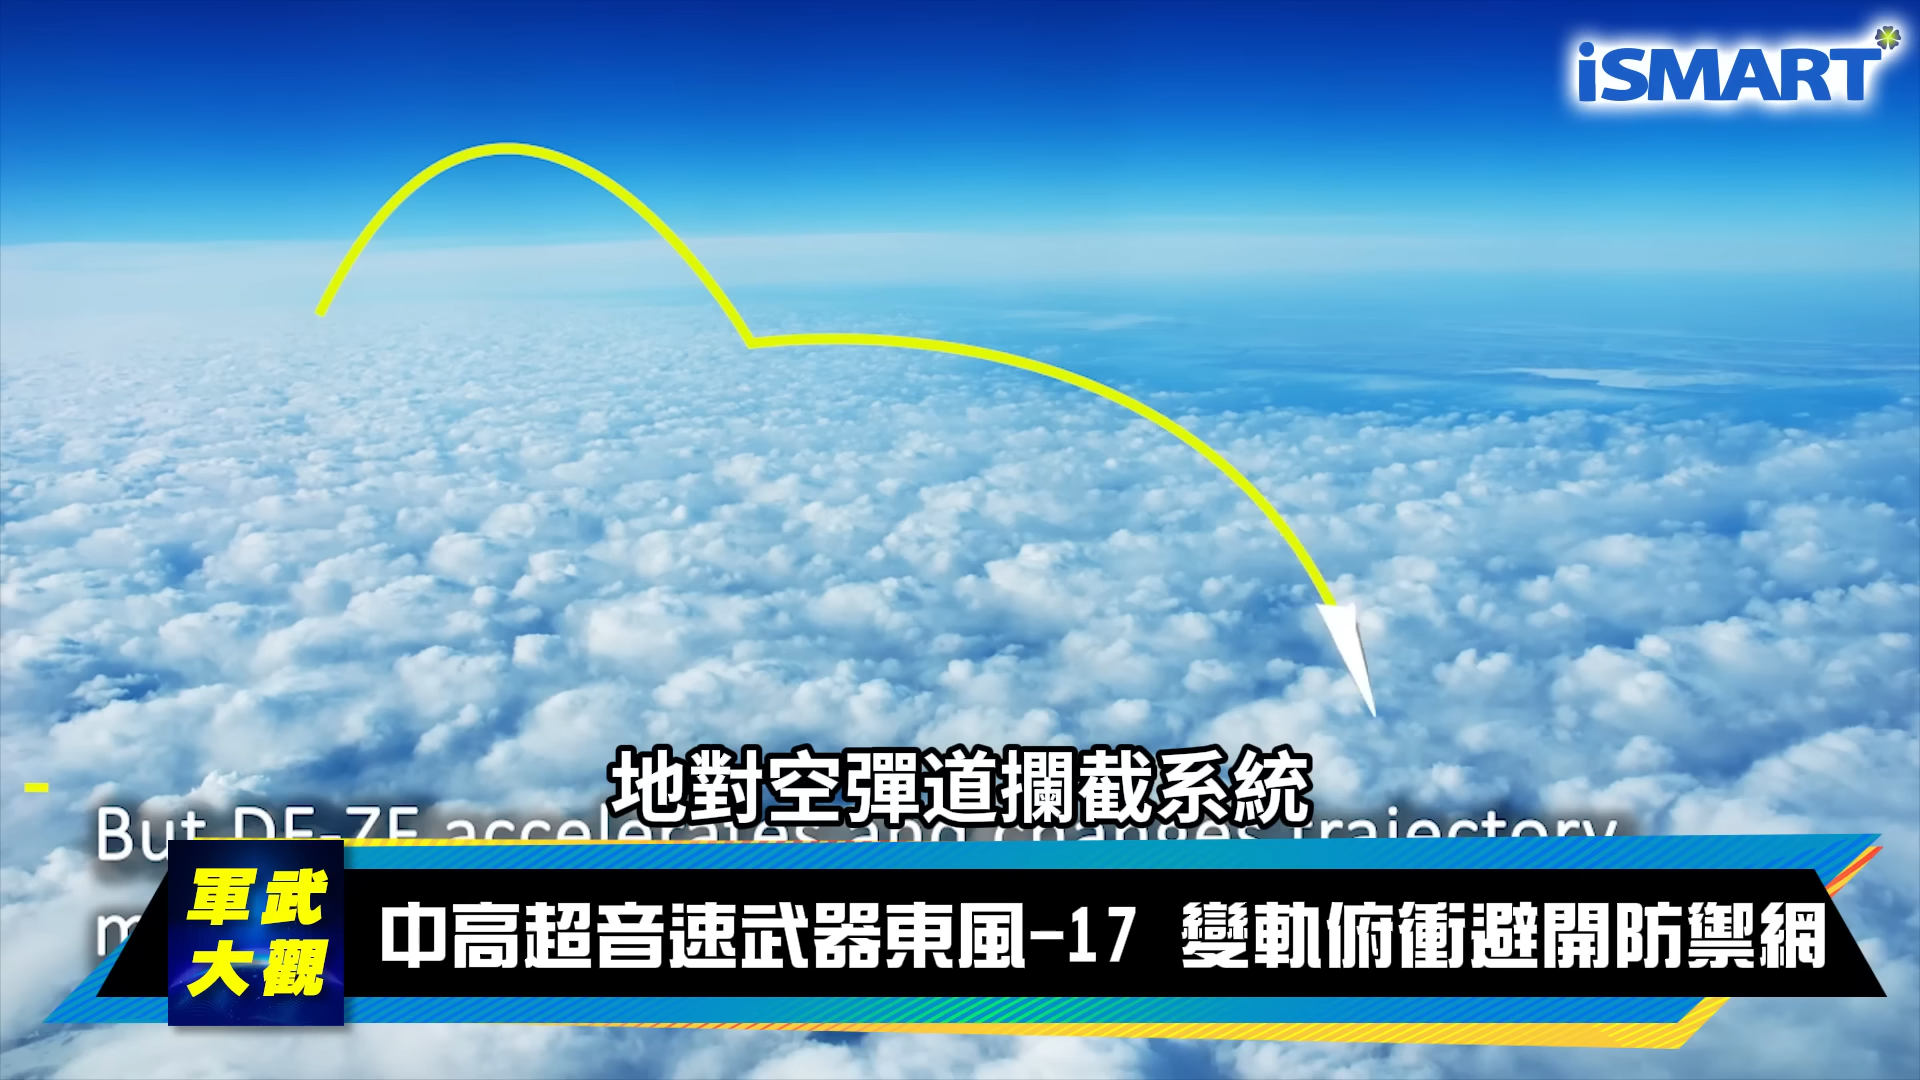 iSMART
地對空彈道攔截系統
But DF-ZF accelerates and changes trajectory
軍武
大觀
中高超音速武器東風-17 變軌俯衝避開防禦網